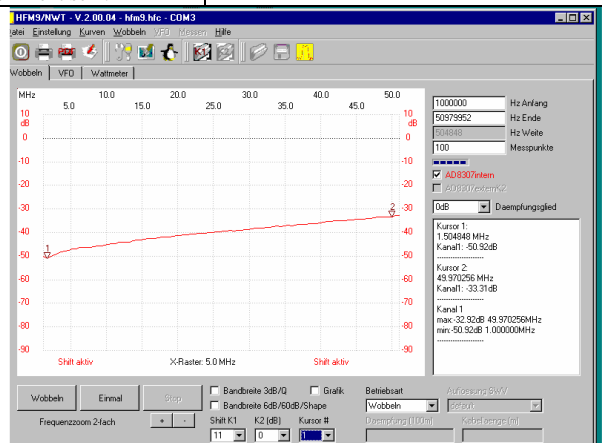 HFM9/NWT - V.2.00.04 - hfm9.hfc - COM3
atei Einstellung Kurven Wobbeln VFO Messen Hilfe
Wobbeln VFO Wattmeter
MHz 10.0 20.0 30.0 40.0 50.0
5.0 15.0 25.0 35.0 45.0
10 10
dB dB
0 0
-10 -10
-20 -20
-30 -30
-40 -40
-50 -50
-60 -60
-70 -70
-80 -80
-90 -90
1
2
Shift aktiv X-Raster: 5.0 MHz Shift aktiv
1000000 Hz Anfang
50979952 Hz Ende
504848 Hz Weite
100 Messpunkte
AD8307intern
AD8307externK2
0dB Daempfungsglied
Kursor 1:
1.504848 MHz
Kanal1: -50.92dB
--------------------
Kursor 2:
49.970256 MHz
Kanal1: -33.31dB
--------------------
Kanal 1
max:-32.92dB 49.970256MHz
min:-50.92dB 1.000000MHz
--------------------
Wobbeln Einmal Stop
Frequenzzoom 2-fach + -
Bandbreite 3dB/Q Grafik
Bandbreite 6dB/60dB/Shape
Shift K1 K2 (dB) Kursor #
11 0 1
Betriebsart Aufloesung SWV
Wobbeln default
Daempfung (100m) Kabellaenge (m)